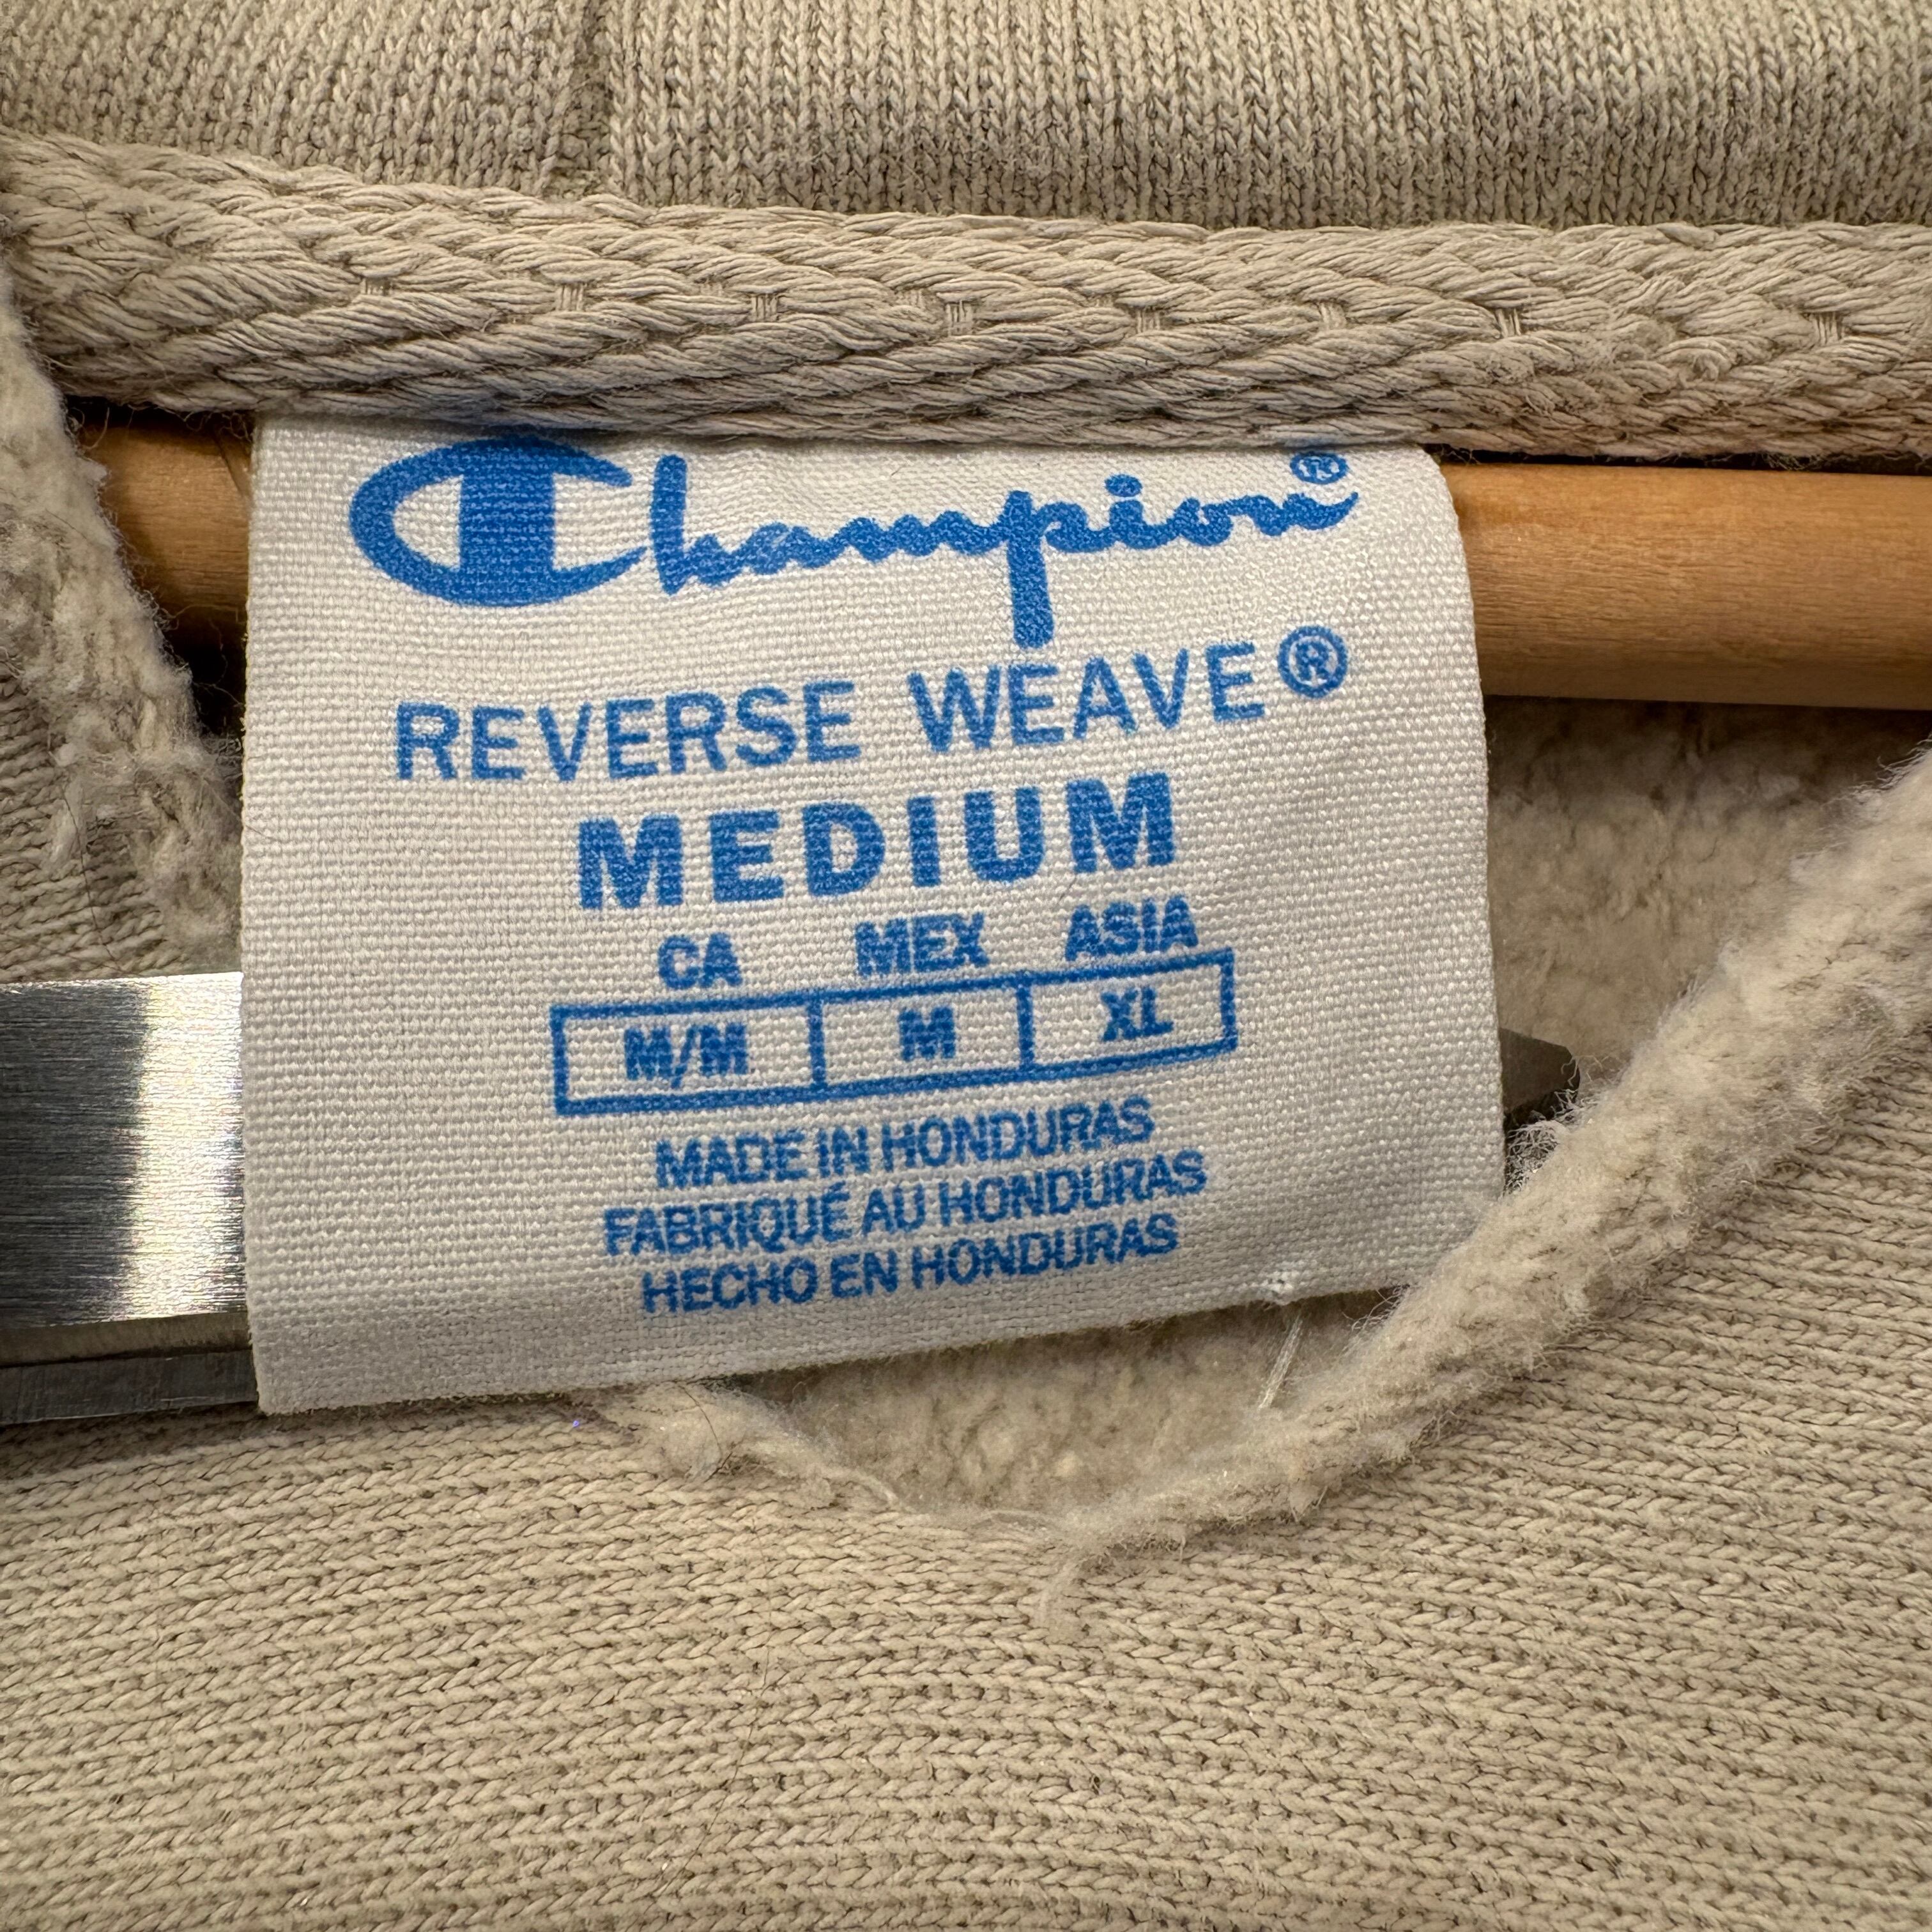 Champion®
REVERSE WEAVE®
MEDIUM
CA MEX ASIA
M/M M XL
MADE IN HONDURAS
FABRIQUÉ AU HONDURAS
HECHO EN HONDURAS